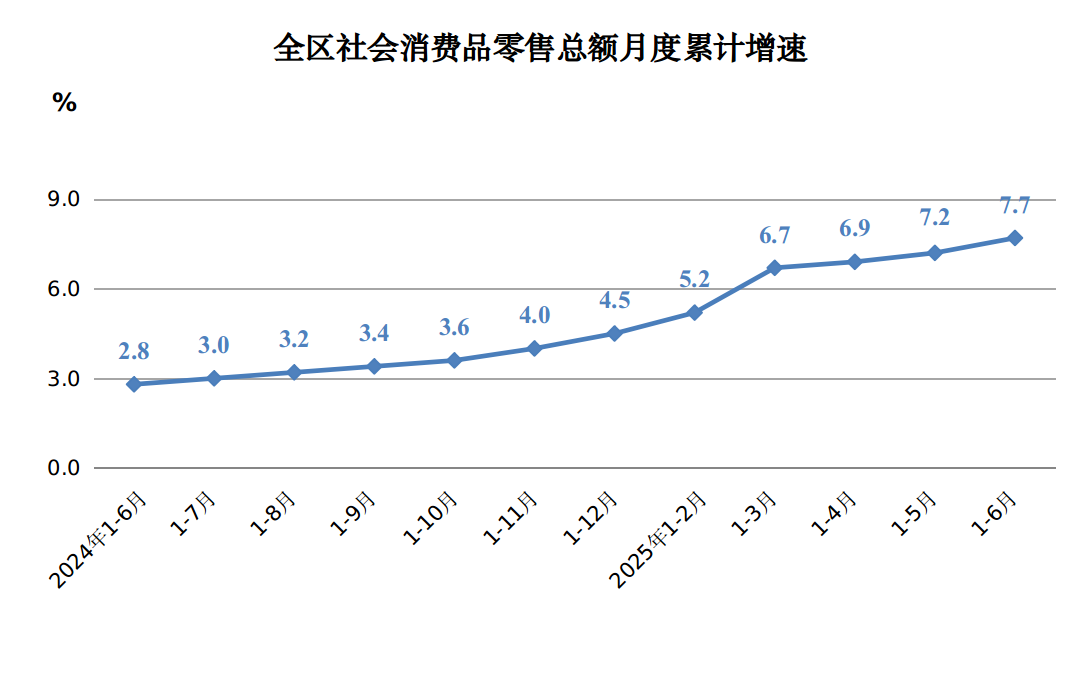 全区社会消费品零售总额月度累计增速
%
9.0
6.0
3.0
0.0
2.8
3.0
3.2
3.4
3.6
4.0
4.5
5.2
6.7
6.9
7.2
7.7
2024年1-6月
1-7月
1-8月
1-9月
1-10月
1-11月
1-12月
2025年1-2月
1-3月
1-4月
1-5月
1-6月